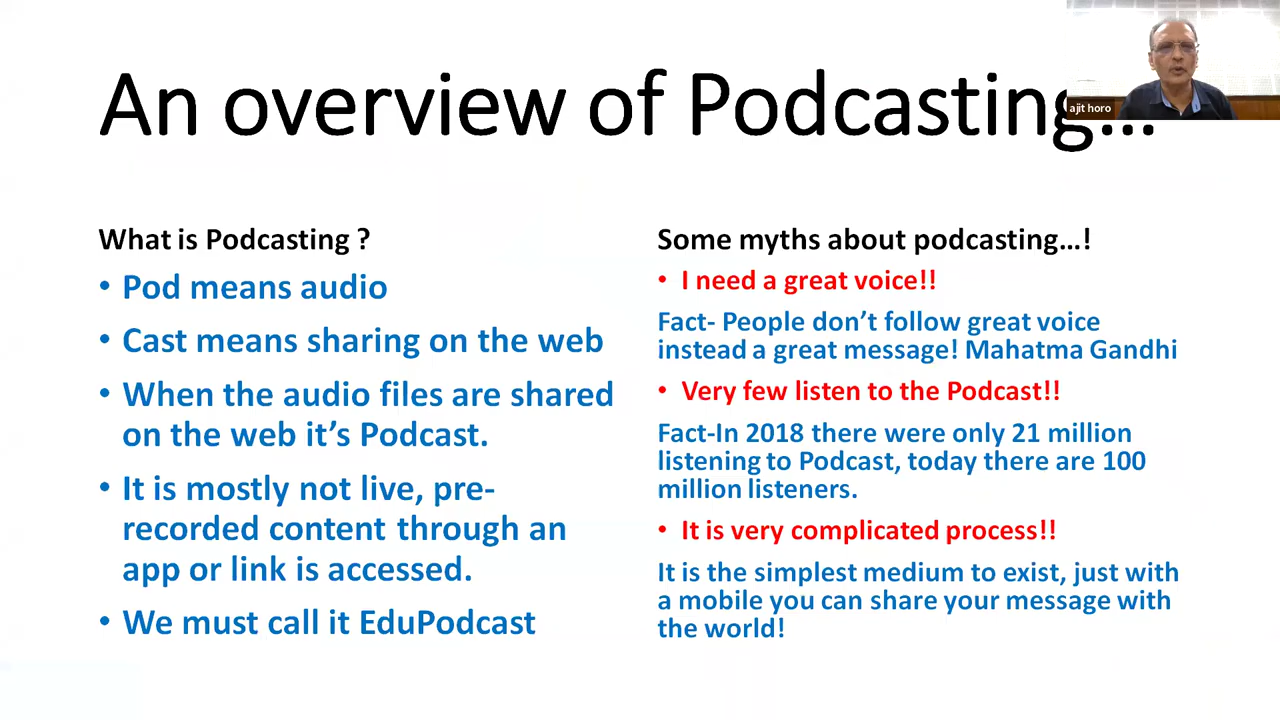 An overview of Podcasting...
ajit horo
What is Podcasting ?
• Pod means audio
• Cast means sharing on the web
• When the audio files are shared
on the web it's Podcast.
• It is mostly not live, pre-
recorded content through an
app or link is accessed.
• We must call it EduPodcast
Some myths about podcasting...!
• I need a great voice!!
Fact- People don't follow great voice
instead a great message! Mahatma Gandhi
• Very few listen to the Podcast!!
Fact-In 2018 there were only 21 million
listening to Podcast, today there are 100
million listeners.
• It is very complicated process!!
It is the simplest medium to exist, just with
a mobile you can share your message with
the world!